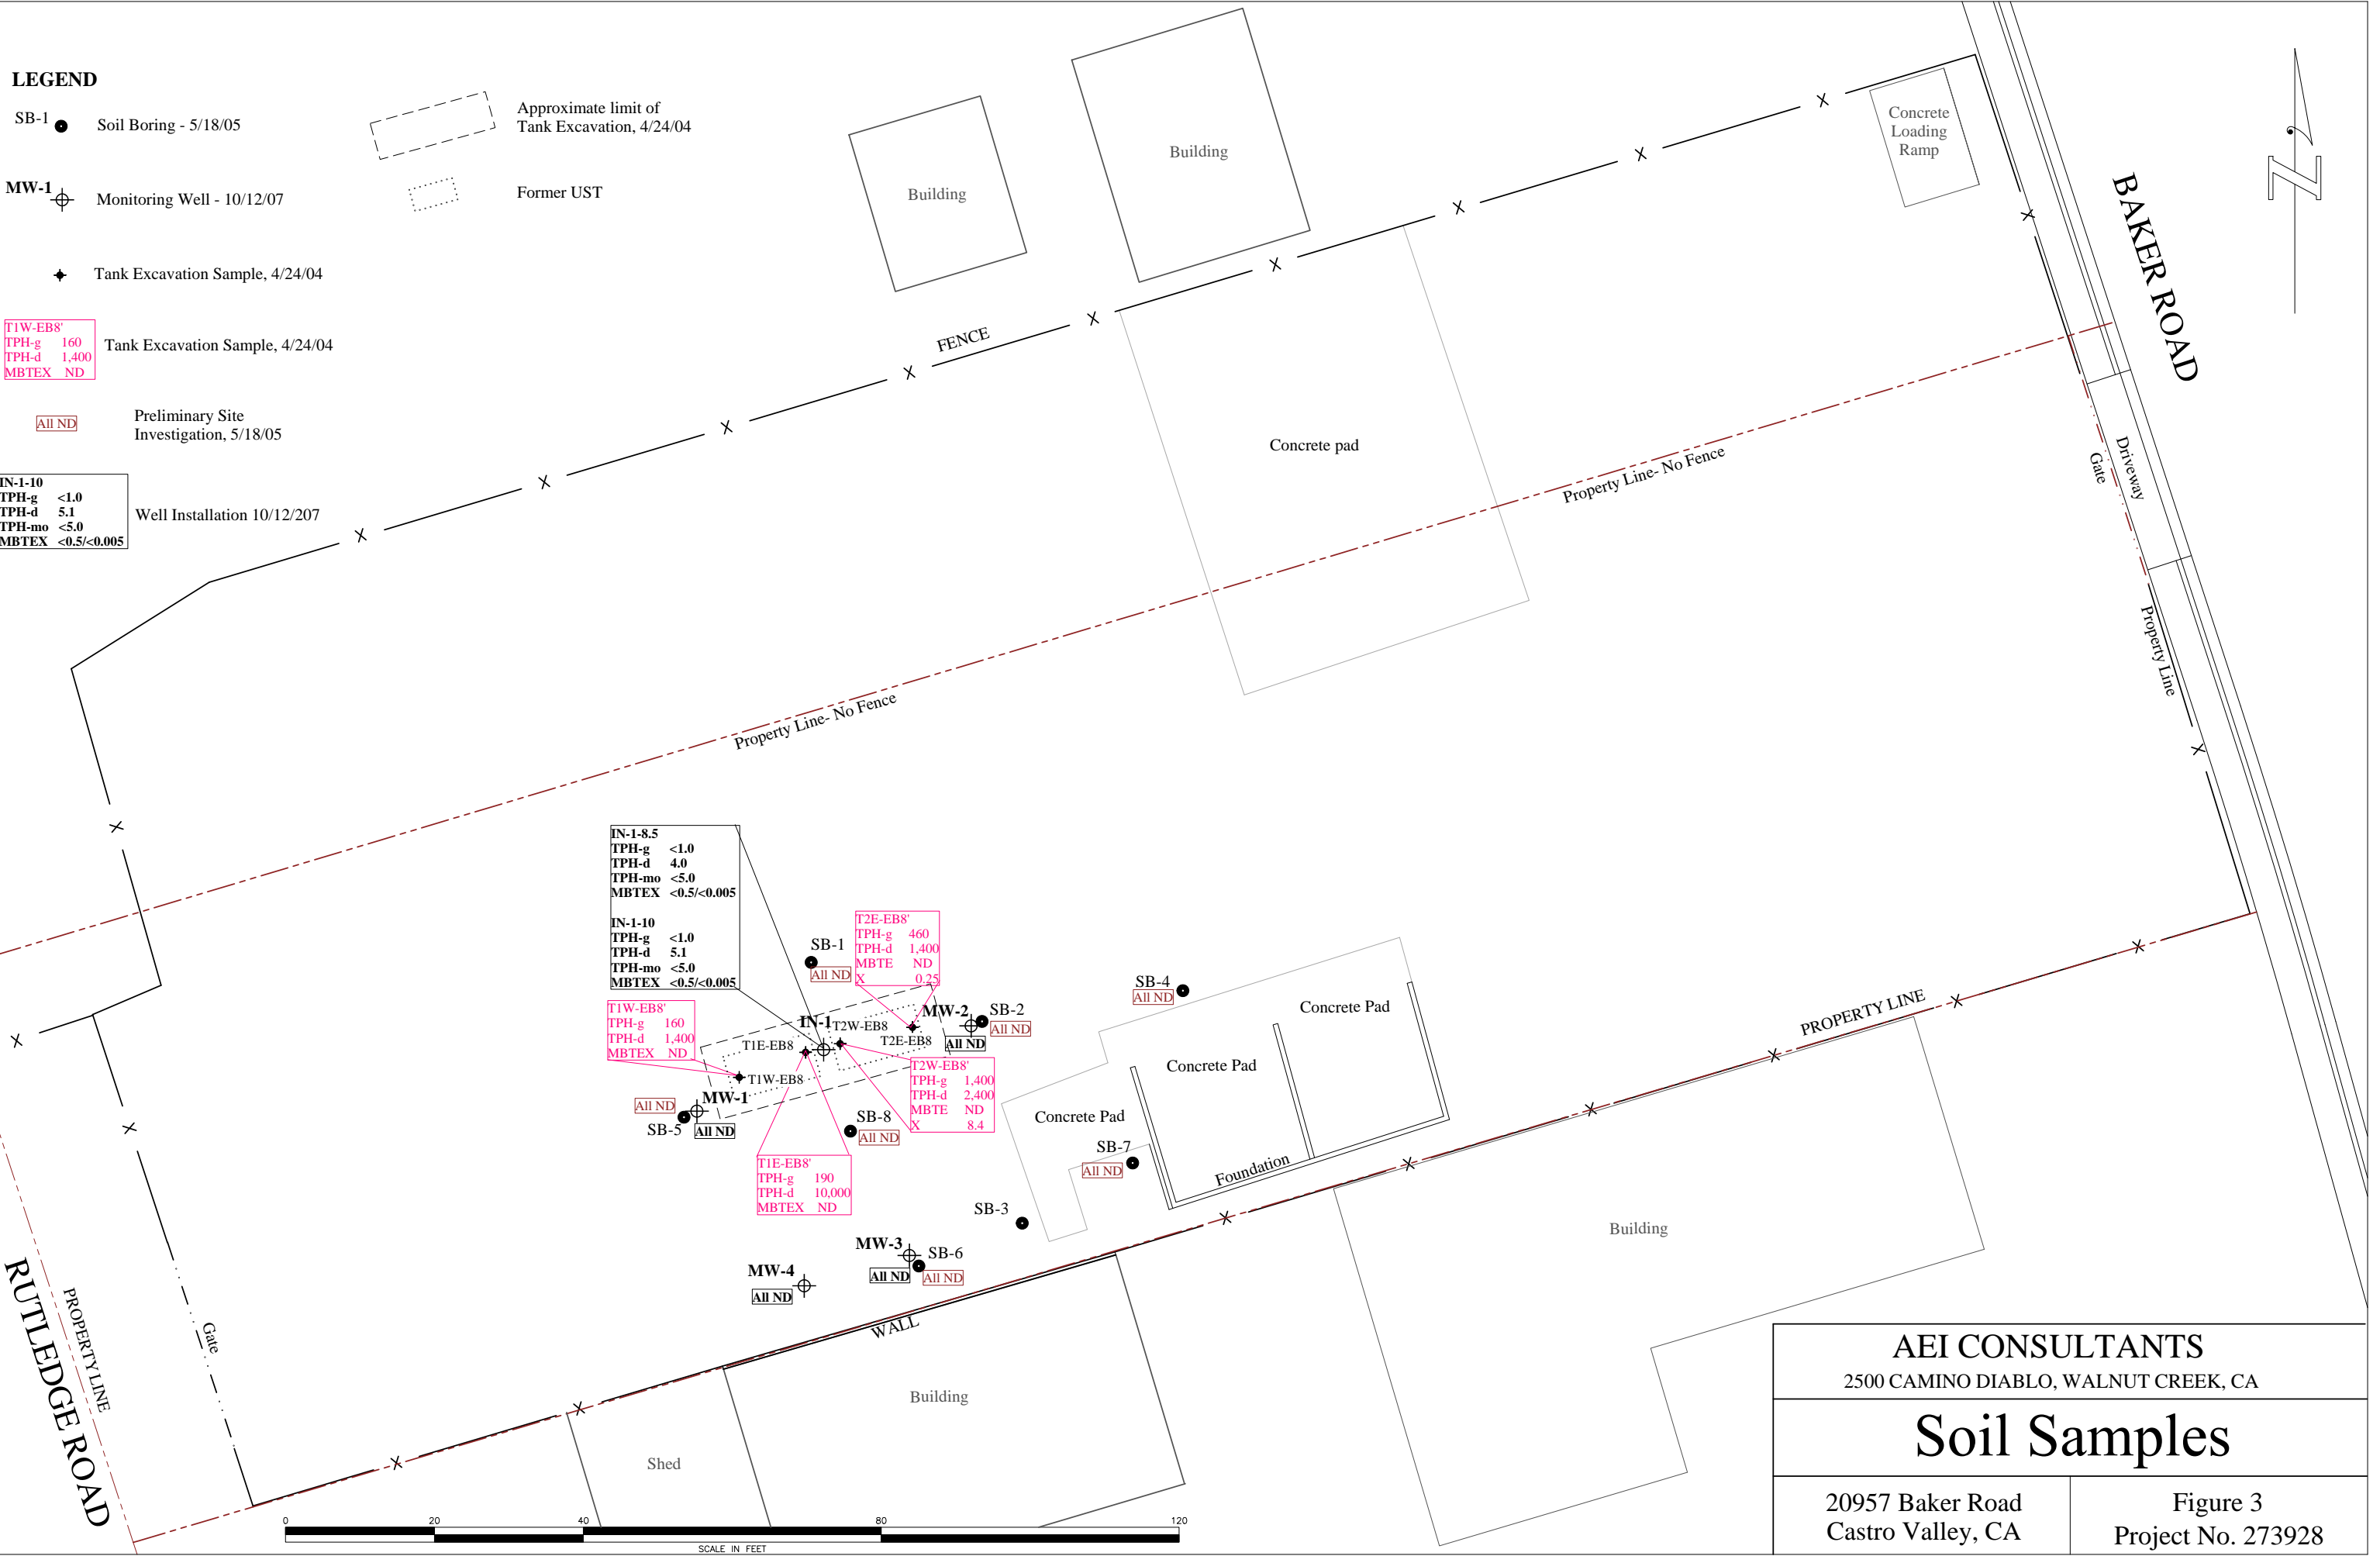 LEGEND
SB-1
Soil Boring - 5/18/05
MW-1
Monitoring Well - 10/12/07
Tank Excavation Sample, 4/24/04
T1W-EB8'
TPH-g 160
TPH-d 1,400
MBTEX ND
Tank Excavation Sample, 4/24/04
All ND
Preliminary Site
Investigation, 5/18/05
IN-1-10
TPH-g <1.0
TPH-d 5.1
TPH-mo <5.0
MBTEX <0.5/<0.005
Well Installation 10/12/207
Approximate limit of
Tank Excavation, 4/24/04
Former UST
Building
Building
Concrete
Loading
Ramp
N
BAKER ROAD
FENCE
Concrete pad
Property Line- No Fence
Property Line- No Fence
Gate
Driveway
Property Line
IN-1-8.5
TPH-g <1.0
TPH-d 4.0
TPH-mo <5.0
MBTEX <0.5/<0.005
IN-1-10
TPH-g <1.0
TPH-d 5.1
TPH-mo <5.0
MBTEX <0.5/<0.005
SB-1
All ND
T2E-EB8'
TPH-g 460
TPH-d 1,400
MBTE ND
X 0.25
T1W-EB8'
TPH-g 160
TPH-d 1,400
MBTEX ND
IN-1
T2W-EB8
MW-2
SB-2
All ND
All ND
T1E-EB8
T2E-EB8
T1W-EB8
T2W-EB8'
TPH-g 1,400
TPH-d 2,400
MBTE ND
X 8.4
MW-1
All ND
SB-5
All ND
SB-8
All ND
T1E-EB8'
TPH-g 190
TPH-d 10,000
MBTEX ND
SB-4
All ND
Concrete Pad
Concrete Pad
Concrete Pad
SB-7
All ND
Foundation
PROPERTY LINE
SB-3
MW-3
SB-6
All ND
All ND
MW-4
All ND
WALL
Building
Building
Shed
Gate
PROPERTY LINE
RUTLEDGE ROAD
0 20 40 80 120
SCALE IN FEET
AEI CONSULTANTS
2500 CAMINO DIABLO, WALNUT CREEK, CA
Soil Samples
20957 Baker Road
Castro Valley, CA
Figure 3
Project No. 273928